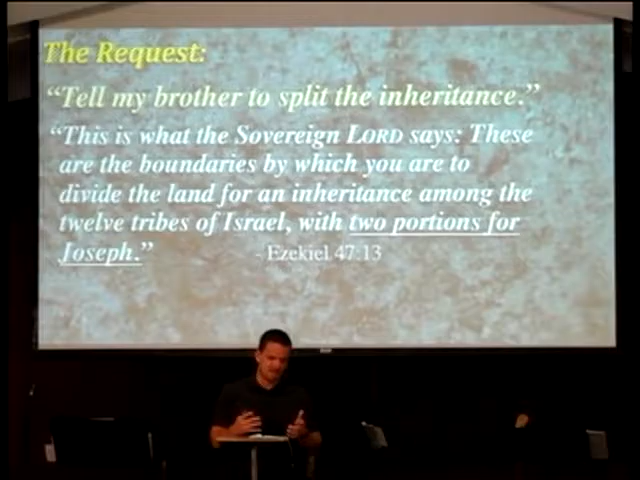 The Request:
“Tell my brother to split the inheritance.”
“This is what the Sovereign LORD says: These
are the boundaries by which you are to
divide the land for an inheritance among the
twelve tribes of Israel, with two portions for
Joseph.” - Ezekiel 47:13